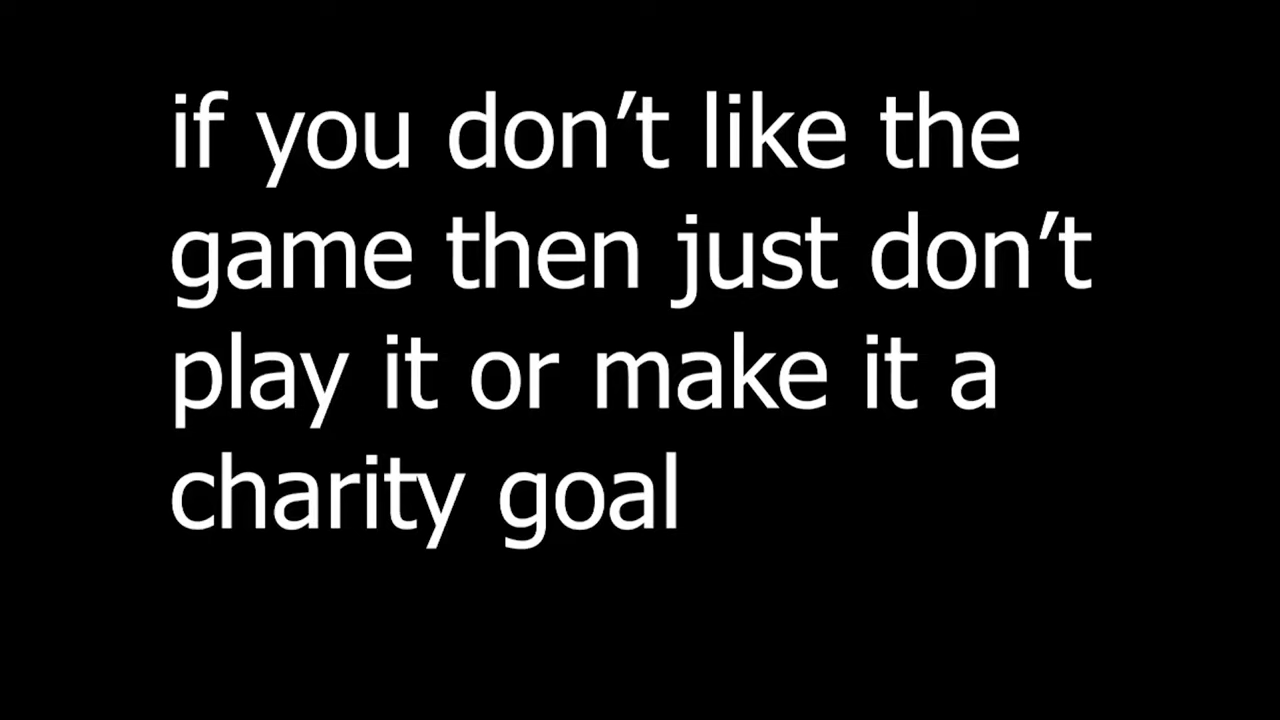 if you don’t like the
game then just don’t
play it or make it a
charity goal